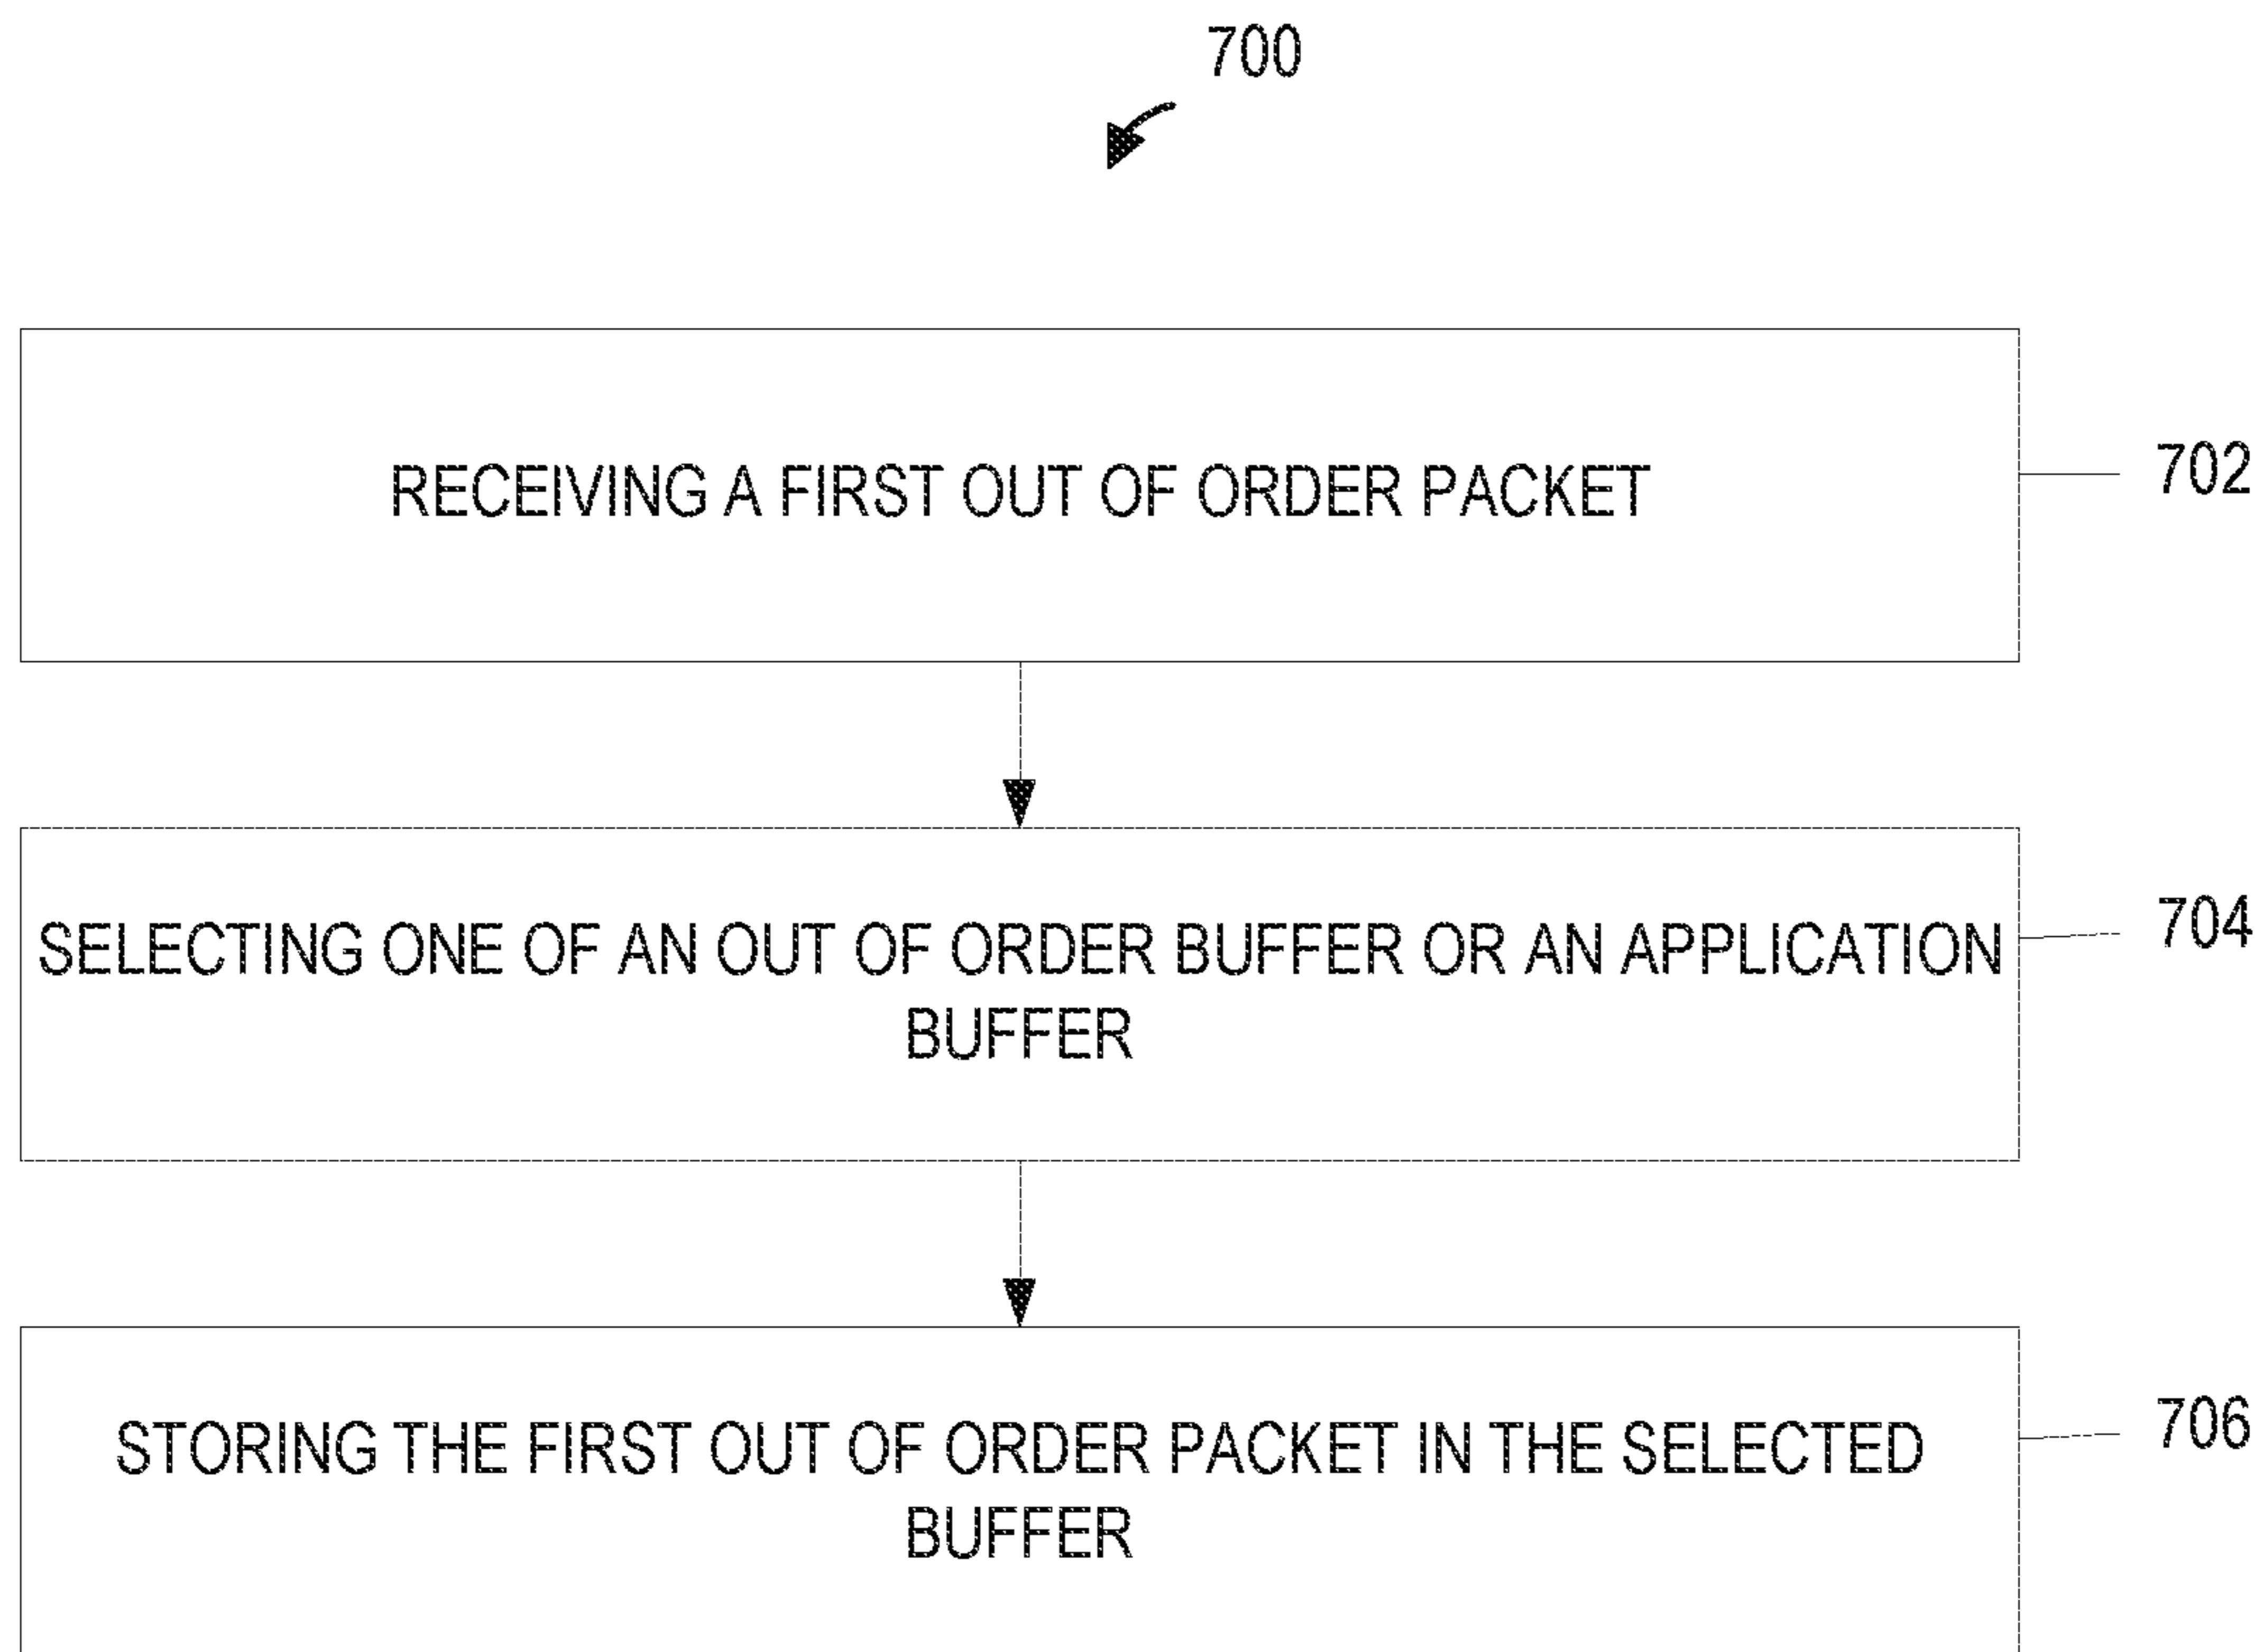 700
RECEIVING A FIRST OUT OF ORDER PACKET
702
SELECTING ONE OF AN OUT OF ORDER BUFFER OR AN APPLICATION
BUFFER
704
STORING THE FIRST OUT OF ORDER PACKET IN THE SELECTED
BUFFER
706